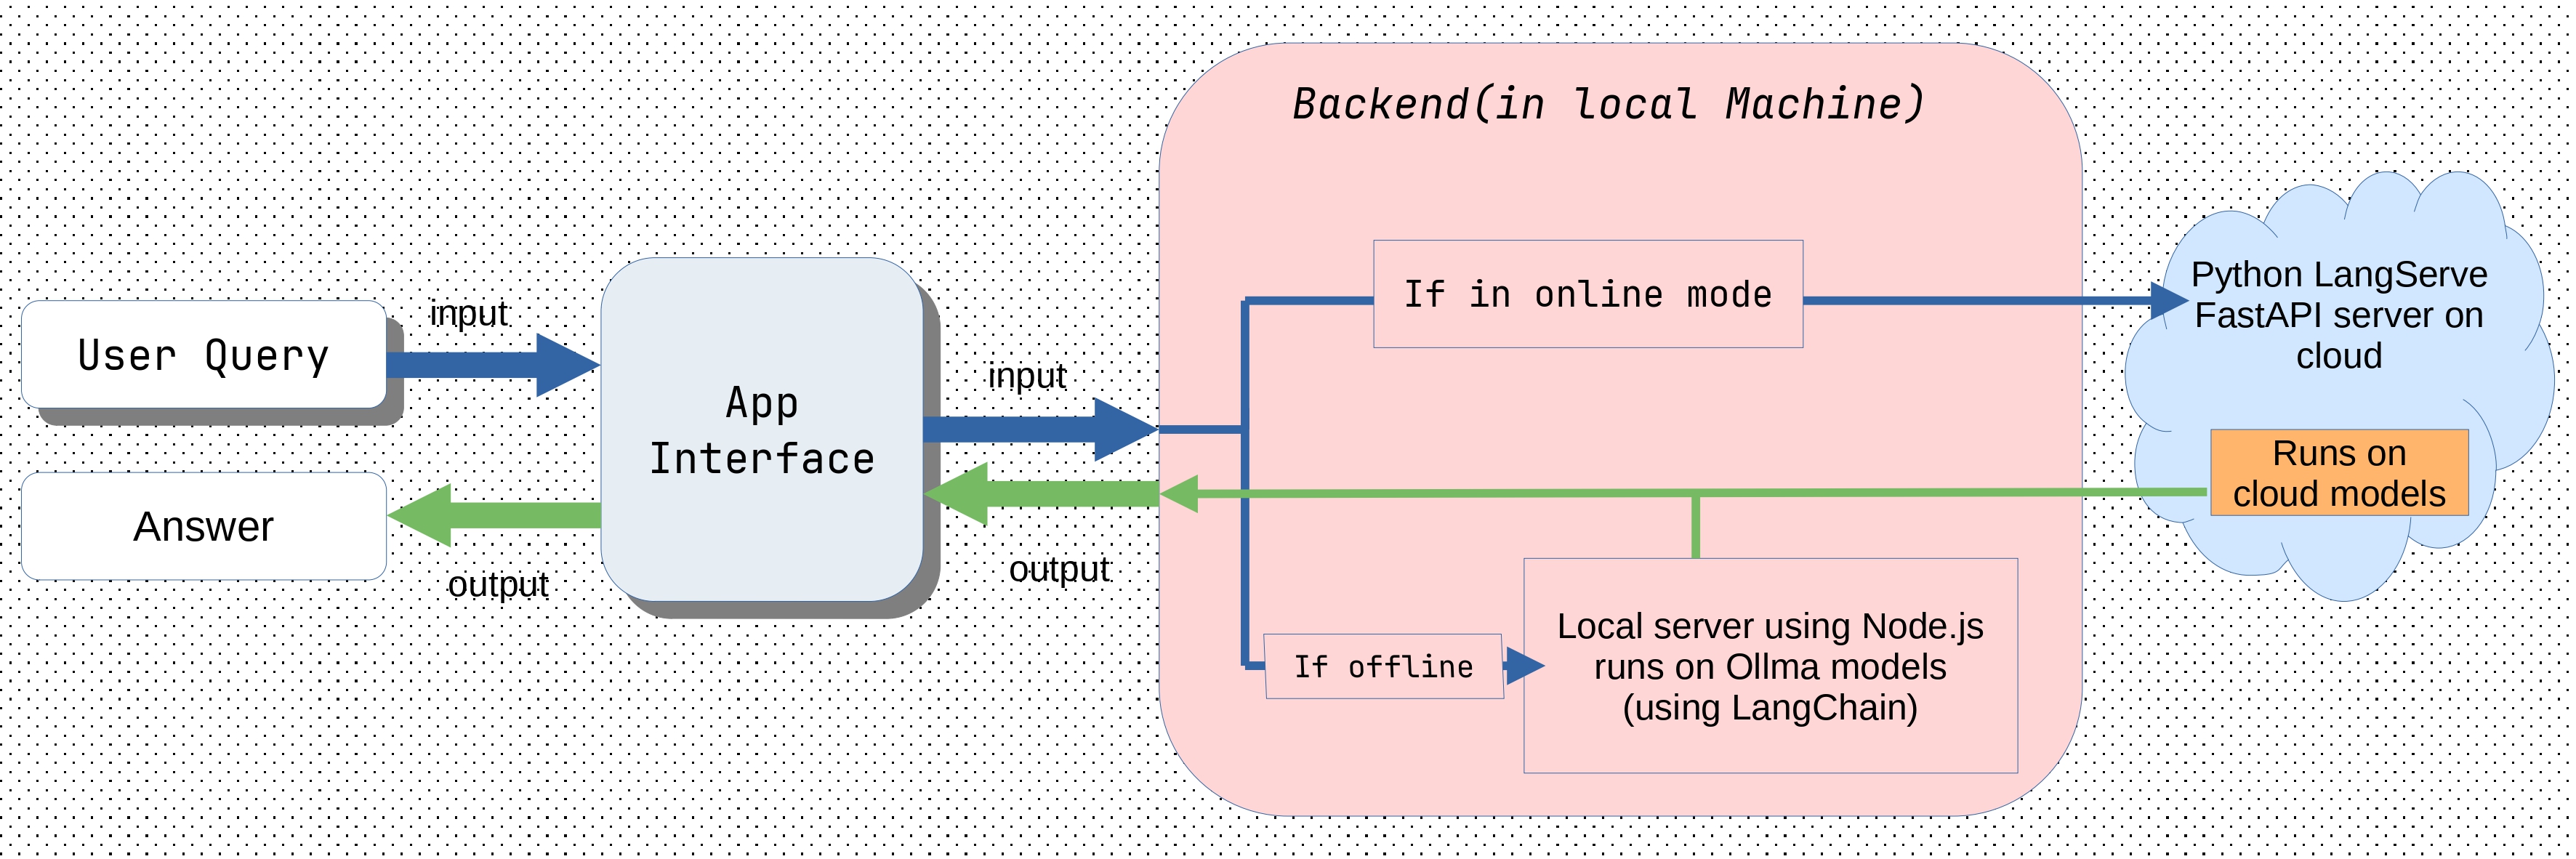 Backend(in local Machine)
User Query
input
App
Interface
input
If in online mode
Python LangServe
FastAPI server on
cloud
Runs on
cloud models
Answer
output
output
If offline
Local server using Node.js
runs on Ollma models
(using LangChain)